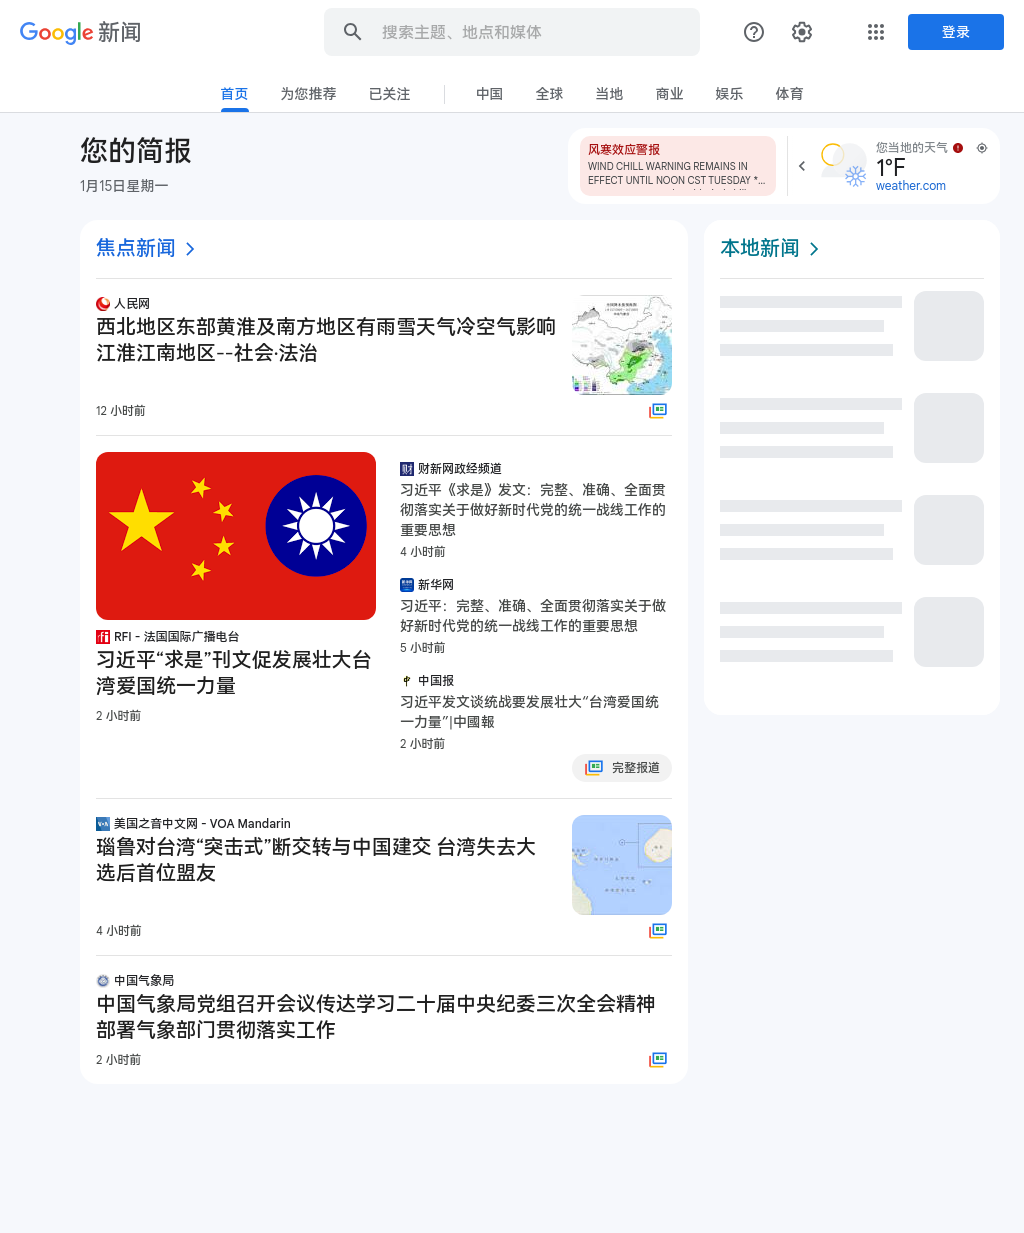 Google 新闻
搜索主题、地点和媒体
登录
首页 为您推荐 已关注 中国 全球 当地 商业 娱乐 体育
您的简报
1月15日星期一
风寒效应警报
WIND CHILL WARNING REMAINS IN
EFFECT UNTIL NOON CST TUESDAY *...
您当地的天气
1°F
weather.com
焦点新闻
人民网
西北地区东部黄淮及南方地区有雨雪天气冷空气影响
江淮江南地区--社会·法治
12 小时前
RFI - 法国国际广播电台
习近平“求是”刊文促发展壮大台
湾爱国统一力量
2 小时前
财新网政经频道
习近平《求是》发文：完整、准确、全面贯
彻落实关于做好新时代党的统一战线工作的
重要思想
4 小时前
新华网
习近平：完整、准确、全面贯彻落实关于做
好新时代党的统一战线工作的重要思想
5 小时前
中国报
习近平发文谈统战要发展壮大“台湾爱国统
一力量”|中國報
2 小时前
完整报道
美国之音中文网 - VOA Mandarin
瑙鲁对台湾“突击式”断交转与中国建交 台湾失去大
选后首位盟友
4 小时前
中国气象局
中国气象局党组召开会议传达学习二十届中央纪委三次全会精神
部署气象部门贯彻落实工作
2 小时前
本地新闻